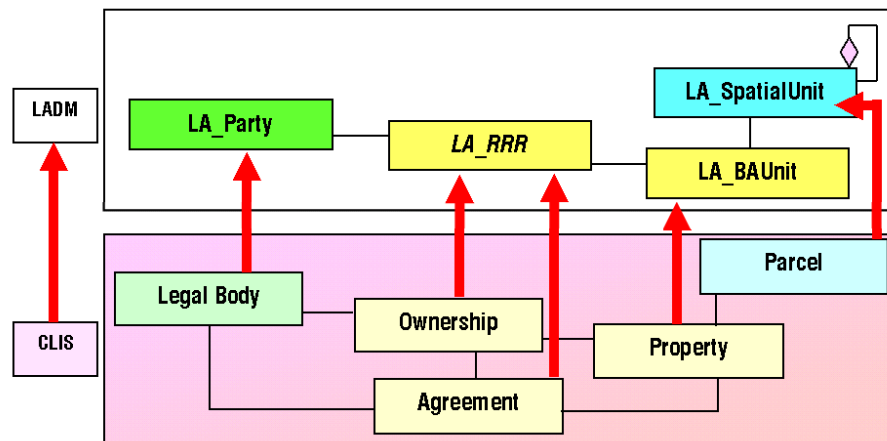 LA_SpatialUnit
LADM
LA_Party
LA_RRR
LA_BAUnit
Parcel
Legal Body
Ownership
CLIS
Property
Agreement